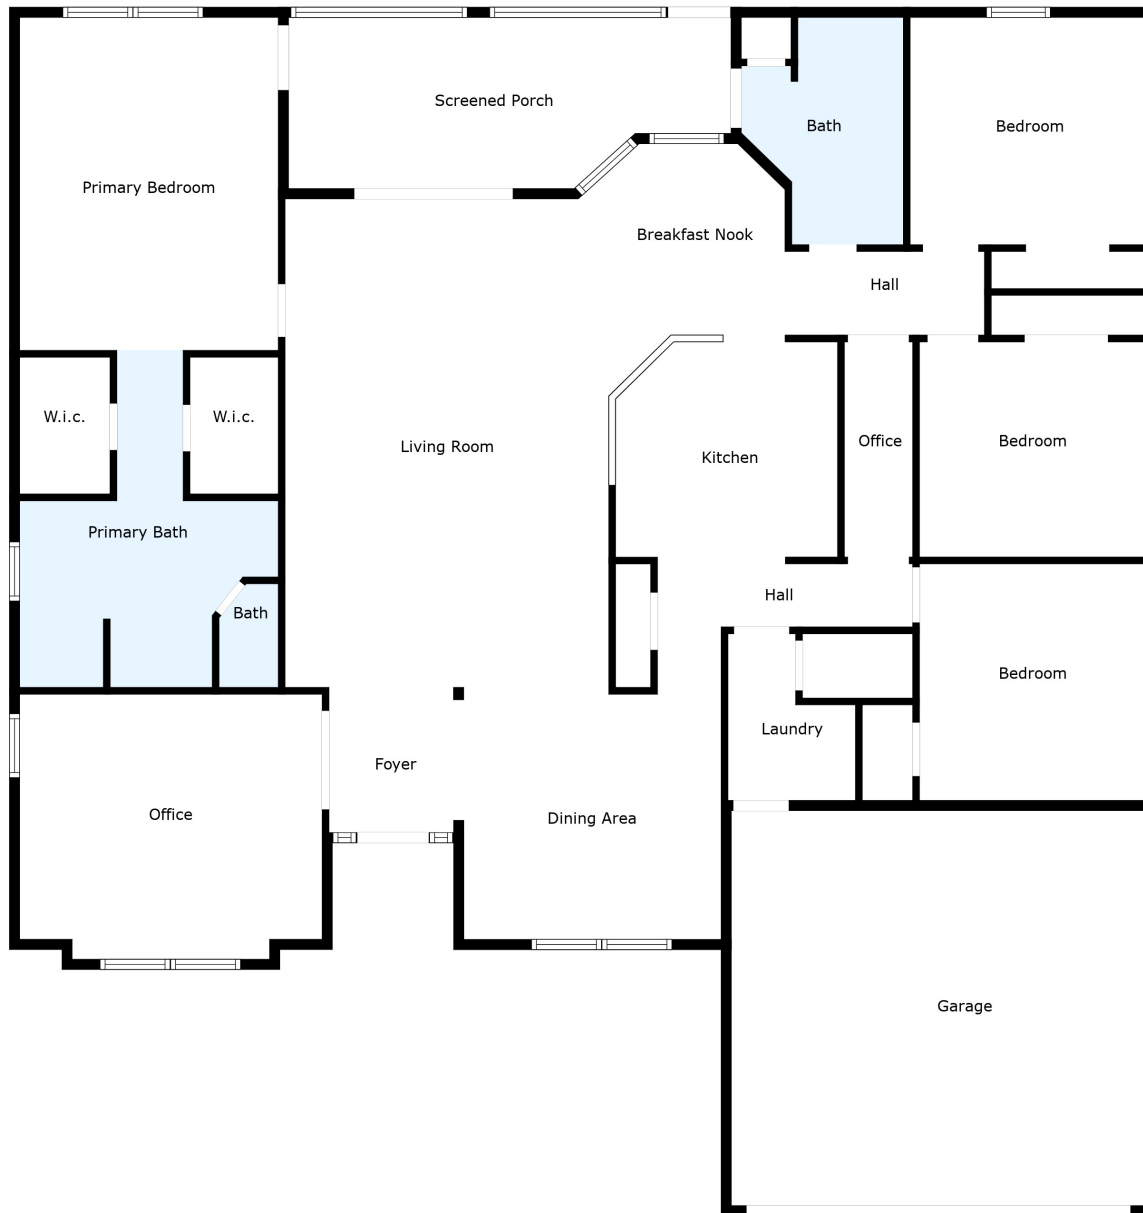 Screened Porch
Bath
Bedroom
Primary Bedroom
Breakfast Nook
Hall
W.i.c.
W.i.c.
Living Room
Kitchen
Office
Bedroom
Primary Bath
Bath
Hall
Bedroom
Laundry
Foyer
Office
Dining Area
Garage